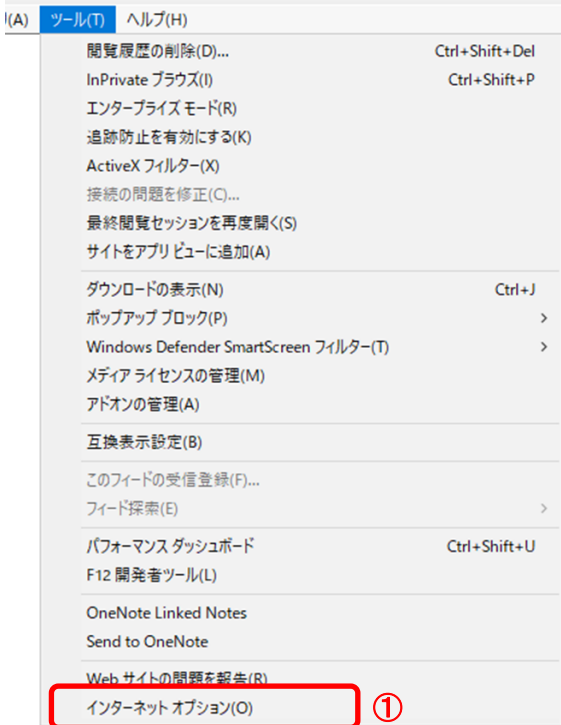 (A) ツール(T) ヘルプ(H)
閲覧履歴の削除(D)... Ctrl+Shift+Del
InPrivate ブラウズ(I) Ctrl+Shift+P
エンタープライズ モード(R)
追跡防止を有効にする(K)
ActiveX フィルター(X)
接続の問題を修正(C)...
最終閲覧セッションを再度開く(S)
サイトをアプリ ビューに追加(A)
ダウンロードの表示(N) Ctrl+J
ポップアップ ブロック(P) >
Windows Defender SmartScreen フィルター(T) >
メディア ライセンスの管理(M)
アドオンの管理(A)
互換表示設定(B)
このフィードの受信登録(F)...
フィード探索(E) >
パフォーマンス ダッシュボード Ctrl+Shift+U
F12 開発者ツール(L)
OneNote Linked Notes
Send to OneNote
Web サイトの問題を報告(R)
インターネット オプション(O) ①